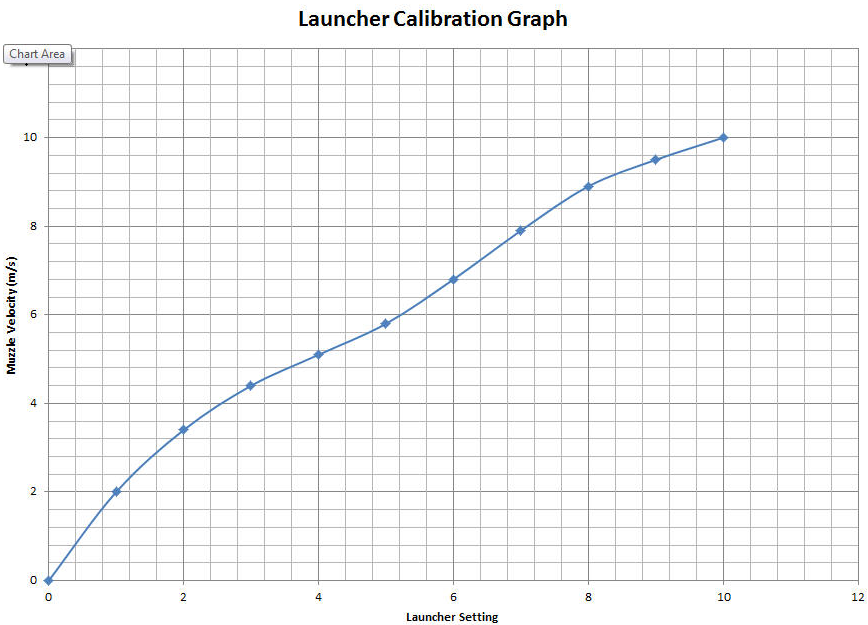 Launcher Calibration Graph
Chart Area
10
8
6
4
2
0
Muzzle Velocity (m/s)
0 2 4 6 8 10 12
Launcher Setting